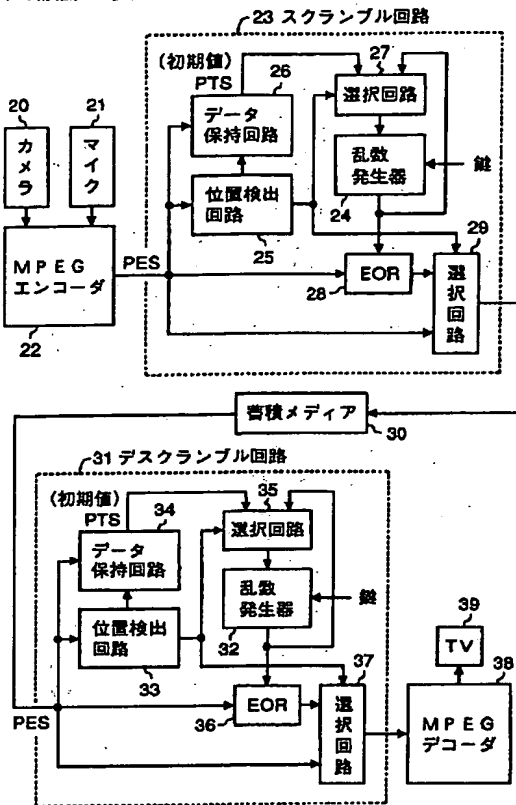 23 スクランブル回路
(初期値)
PTS
26
27
20
21
データ
保持回路
選択回路
22
カメラ
マイク
位置検出
回路
乱数
発生器
鍵
24
25
29
MPEG
エンコーダ
PES
EOR
28
選択回路
蓄積メディア
30
31 デスクランブル回路
(初期値)
PTS
34
35
データ
保持回路
選択回路
位置検出
回路
乱数
発生器
鍵
32
33
37
39
TV
38
PES
EOR
36
選択回路
MPEG
デコーダ